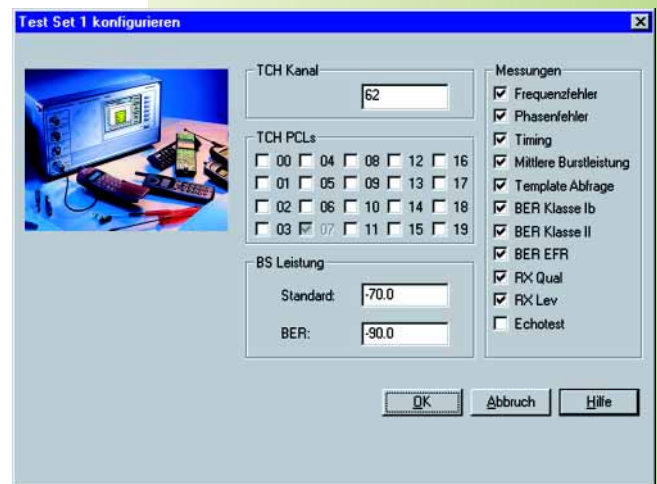 Test Set 1 konfigurieren
TCH Kanal
62
TCH PCLs
00 04 08 12 16
01 05 09 13 17
02 06 10 14 18
03 07 11 15 19
BS Leistung
Standard: -70.0
BER: -90.0
Messungen
Frequenzfehler
Phasenfehler
Timing
Mittlere Burstleistung
Template Abfrage
BER Klasse Ib
BER Klasse II
BER EFR
RX Qual
RX Lev
Echotest
OK Abbruch Hilfe